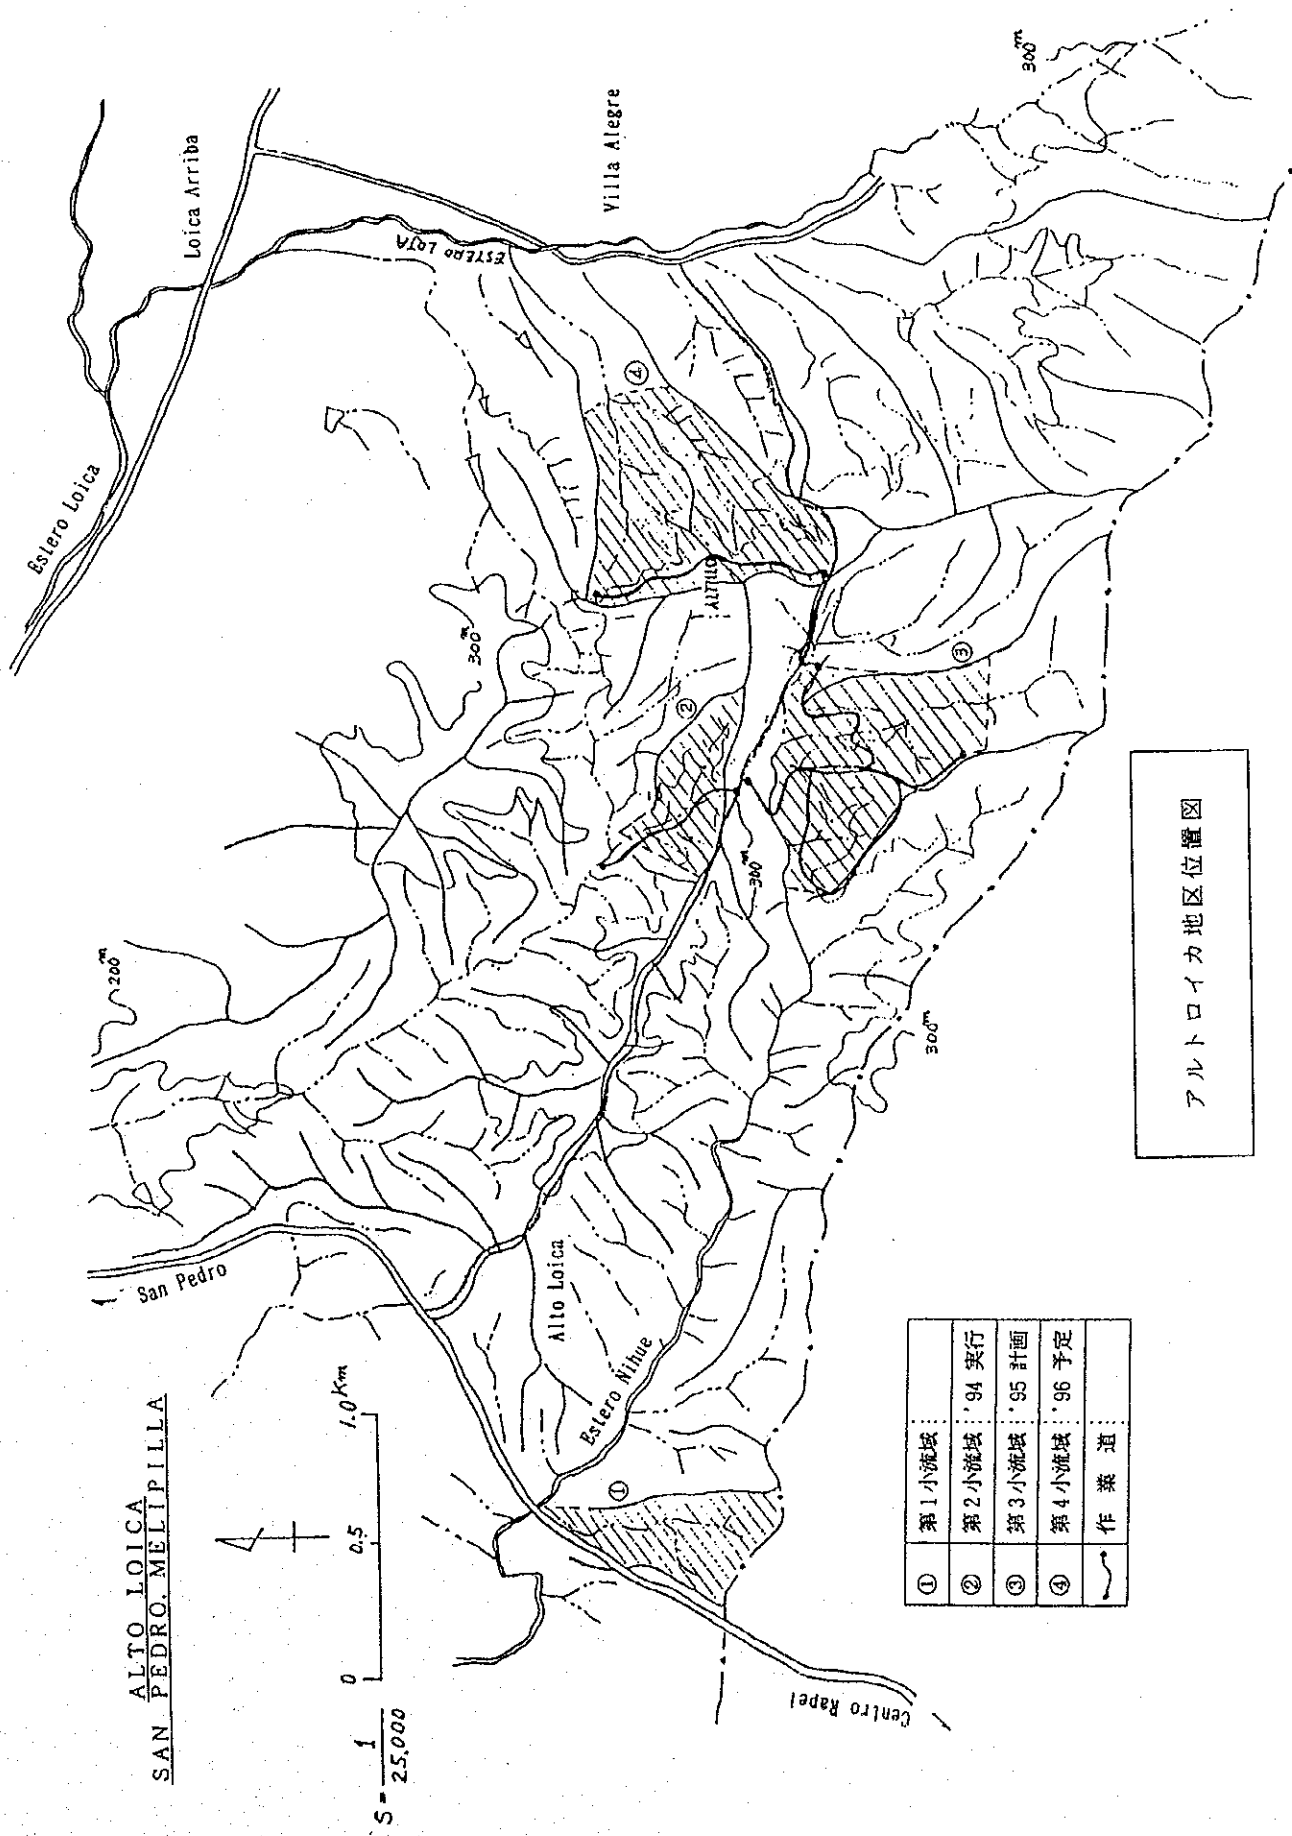 ALTO LOICA
SAN PEDRO. MELIPILLA
S = 1/25,000
0 0.5 1.0Km
San Pedro
200m
Estero Loica
Loica Arriba
ESTERO LOJA
Villa Alegre
300m
300m
④
ALTILLO
②
③
300m
300m
Alto Loica
Estero Nihue
①
Centro Rapel
① 第1小流域 :
② 第2小流域 : '94 実行
③ 第3小流域 : '95 計画
④ 第4小流域 : '96 予定
作業道 :
アルトロイカ地区位置図